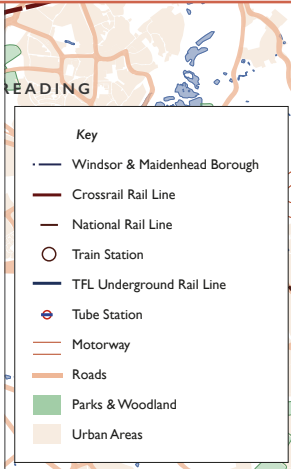 READING
Key
Windsor & Maidenhead Borough
Crossrail Rail Line
National Rail Line
Train Station
TFL Underground Rail Line
Tube Station
Motorway
Roads
Parks & Woodland
Urban Areas